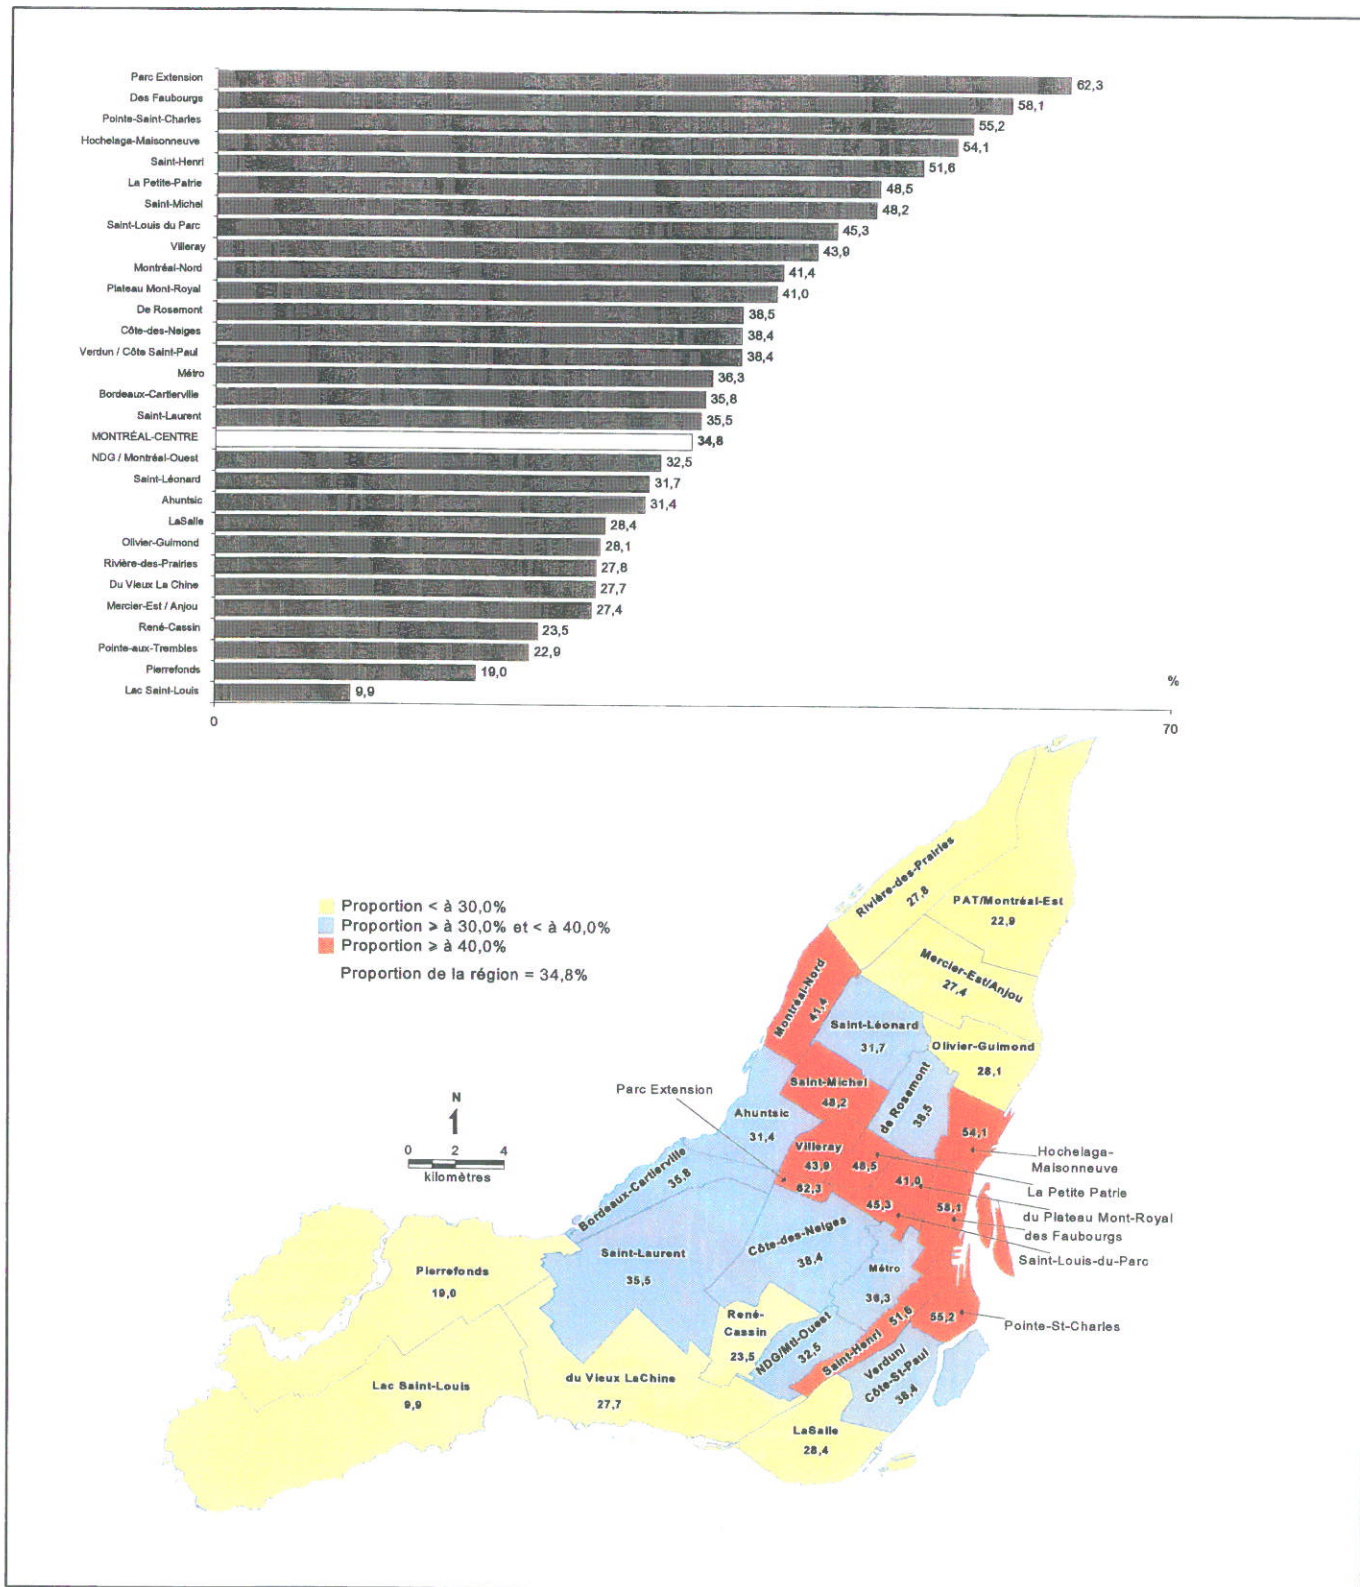 Parc Extension 62,3
Des Faubourgs 58,1
Pointe-Saint-Charles 55,2
Hochelaga-Maisonneuve 54,1
Saint-Henri 51,6
La Petite-Patrie 48,5
Saint-Michel 48,2
Saint-Louis du Parc 45,3
Villeray 43,9
Montréal-Nord 41,4
Plateau Mont-Royal 41,0
De Rosemont 38,5
Côte-des-Neiges 38,4
Verdun / Côte Saint-Paul 38,4
Métro 36,3
Bordeaux-Cartierville 35,8
Saint-Laurent 35,5
MONTRÉAL-CENTRE 34,8
NDG / Montréal-Ouest 32,5
Saint-Léonard 31,7
Ahuntsic 31,4
LaSalle 28,4
Olivier-Guimond 28,1
Rivière-des-Prairies 27,8
Du Vieux La Chine 27,7
Mercier-Est / Anjou 27,4
René-Cassin 23,5
Pointe-aux-Trembles 22,9
Pierrefonds 19,0
Lac Saint-Louis 9,9
%
0 70
Proportion < à 30,0%
Proportion ≥ à 30,0% et < à 40,0%
Proportion ≥ à 40,0%
Proportion de la région = 34,8%
Rivière-des-Prairies
27,8
PAT/Montréal-Est
22,9
Mercier-Est/Anjou
27,4
Montréal-Nord
41,4
Saint-Léonard
31,7
Olivier-Guimond
28,1
de Rosemont
38,5
Saint-Michel
48,2
Parc Extension
Ahuntsic
31,4
N
0 2 4
kilomètres
Villeray
43,9
62,3
48,5
41,0
45,3
58,1
54,1
Hochelaga-
Maisonneuve
La Petite Patrie
du Plateau Mont-Royal
des Faubourgs
Saint-Louis-du-Parc
Bordeaux-Cartierville
35,8
Saint-Laurent
35,5
Côte-des-Neiges
38,4
Métro
36,3
Pierrefonds
19,0
René-
Cassin
23,5
NDG/Mtl-Ouest
32,5
Saint-Henri
51,6
55,2
Pointe-St-Charles
Verdun/
Côte-St-Paul
38,4
Lac Saint-Louis
9,9
du Vieux LaChine
27,7
LaSalle
28,4